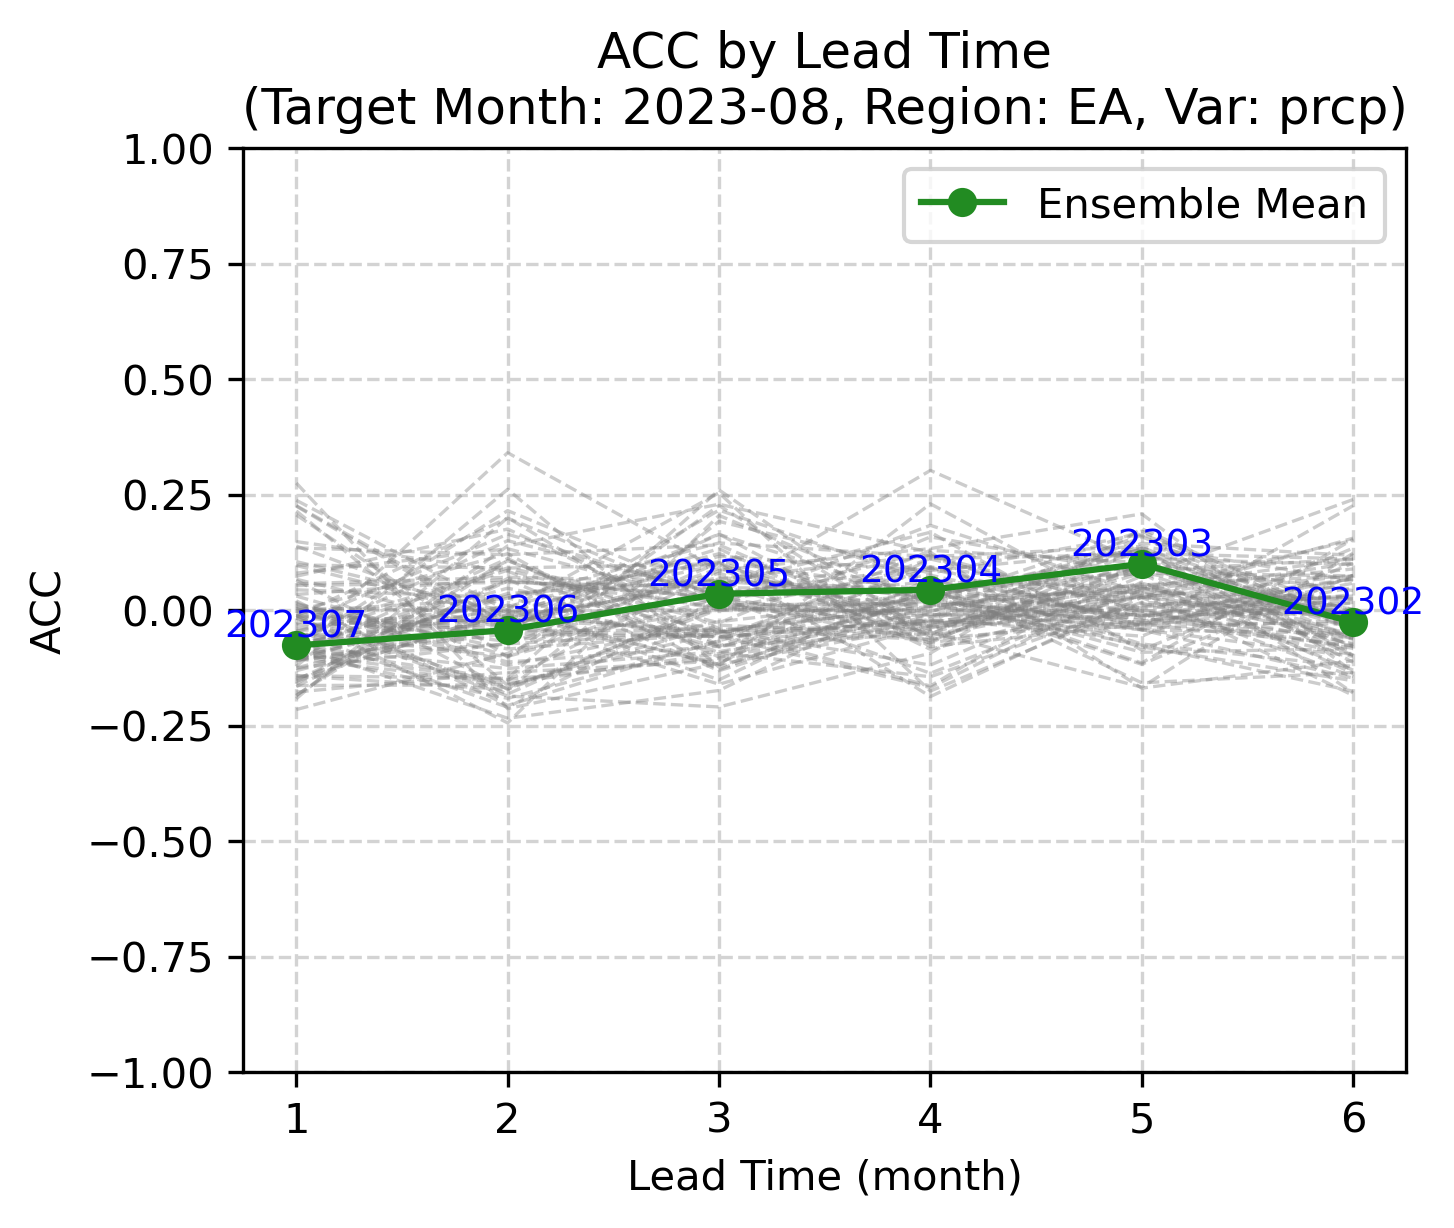 ACC by Lead Time
(Target Month: 2023-08, Region: EA, Var: prcp)
1.00
0.75
0.50
0.25
0.00
−0.25
−0.50
−0.75
−1.00
ACC
Ensemble Mean
202307
202306
202305
202304
202303
202302
1 2 3 4 5 6
Lead Time (month)